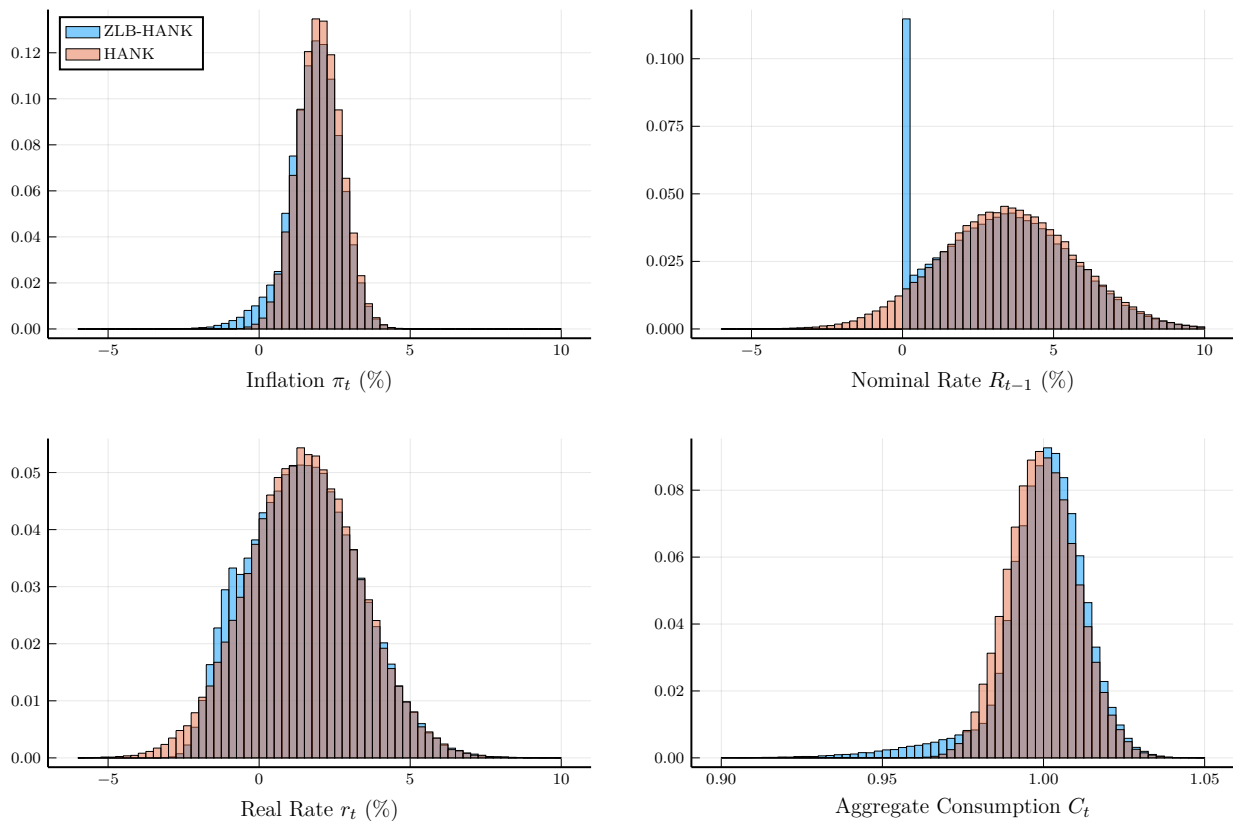 ZLB-HANK
HANK
0.12
0.10
0.08
0.06
0.04
0.02
0.00
−5 0 5 10
Inflation πt (%)
0.100
0.075
0.050
0.025
0.000
−5 0 5 10
Nominal Rate Rt−1 (%)
0.05
0.04
0.03
0.02
0.01
0.00
−5 0 5 10
Real Rate rt (%)
0.08
0.06
0.04
0.02
0.00
0.90 0.95 1.00 1.05
Aggregate Consumption Ct